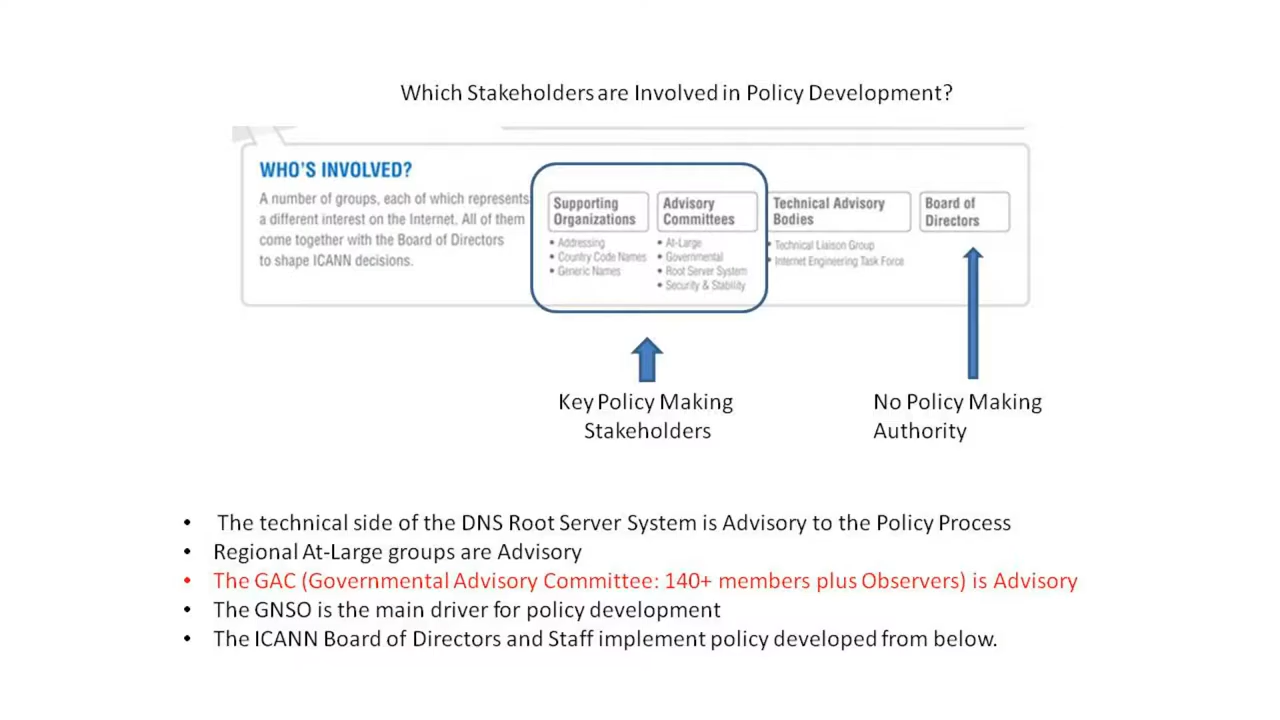 Which Stakeholders are Involved in Policy Development?
WHO'S INVOLVED?
A number of groups, each of which represents
a different interest on the Internet. All of them
come together with the Board of Directors
to shape ICANN decisions.
Supporting
Organizations
• Addressing
• Country Code Names
• Generic Names
Advisory
Committees
• At-Large
• Governmental
• Root Server System
• Security & Stability
Technical Advisory
Bodies
• Technical Liaison Group
• Internet Engineering Task Force
Board of
Directors
Key Policy Making
Stakeholders
No Policy Making
Authority
• The technical side of the DNS Root Server System is Advisory to the Policy Process
• Regional At-Large groups are Advisory
• The GAC (Governmental Advisory Committee: 140+ members plus Observers) is Advisory
• The GNSO is the main driver for policy development
• The ICANN Board of Directors and Staff implement policy developed from below.